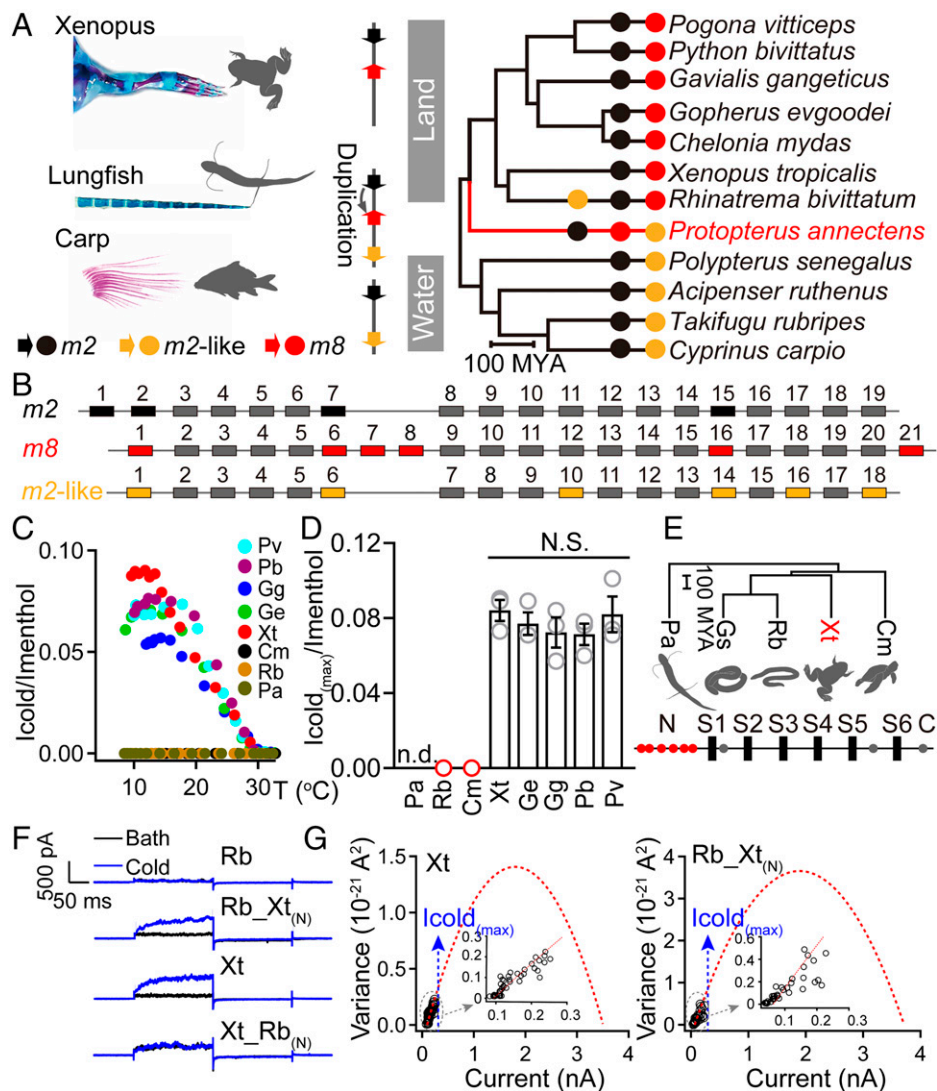 A
Xenopus
Lungfish
Carp
m2
m2-like
m8
Duplication
Land
Water
Pogona vitticeps
Python bivittatus
Gavialis gangeticus
Gopherus evgoodei
Chelonia mydas
Xenopus tropicalis
Rhinatrema bivittatum
Protopterus annectens
Polypterus senegalus
Acipenser ruthenus
Takifugu rubripes
Cyprinus carpio
100 MYA
B
1 2 3 4 5 6 7 8 9 10 11 12 13 14 15 16 17 18 19
m2
1 2 3 4 5 6 7 8 9 10 11 12 13 14 15 16 17 18 19 20 21
m8
1 2 3 4 5 6 7 8 9 10 11 12 13 14 15 16 17 18
m2-like
C
Icold/Imenthol
0.10
0.05
0.00
10 20 30
T (°C)
Pv
Pb
Gg
Ge
Xt
Cm
Rb
Pa
D
Icold(max)/Imenthol
0.12
0.08
0.04
0.00
N.S.
n.d.
Pa Rb Cm Xt Ge Gg Pb Pv
E
100 MYA
Pa Gs Rb Xt Cm
N S1 S2 S3 S4 S5 S6 C
F
Bath
Cold
500 pA
50 ms
Rb
Rb_Xt(N)
Xt
Xt_Rb(N)
G
Xt
Variance (10-21 A2)
1.5
1.0
0.5
0.0
Icold(max)
0.3
0.2
0.1
0
0.1 0.3
0 1 2 3 4
Current (nA)
Rb_Xt(N)
Variance (10-21 A2)
4
3
2
1
0
Icold(max)
0.6
0.4
0.2
0
0.1 0.3
0 1 2 3 4
Current (nA)